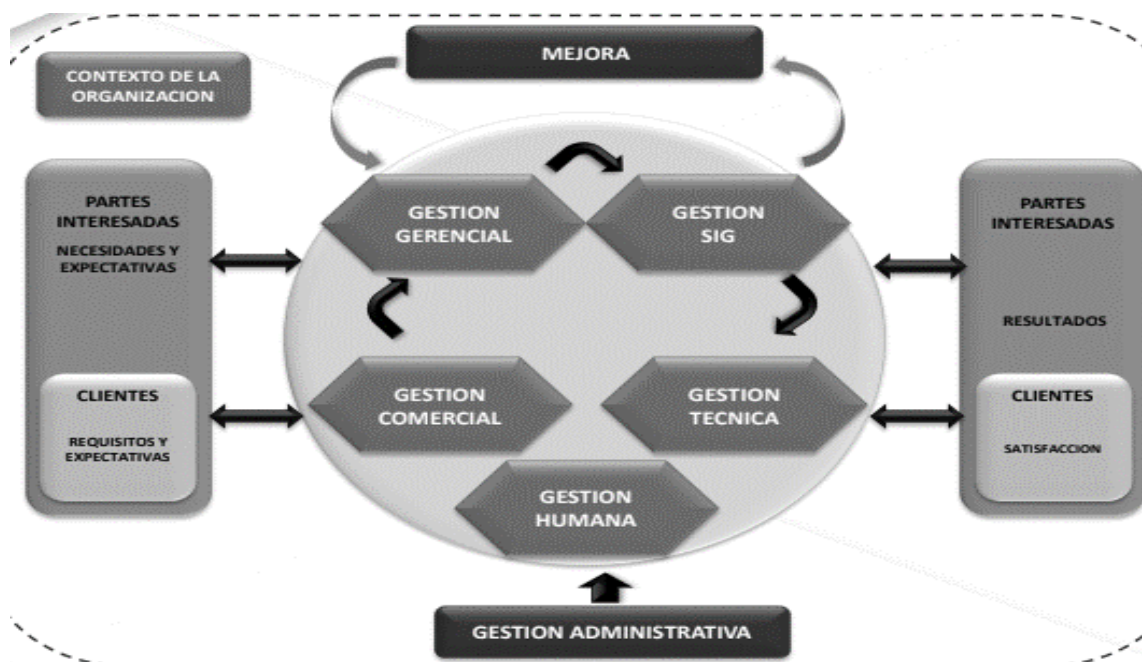 MEJORA
CONTEXTO DE LA
ORGANIZACION
PARTES
INTERESADAS
NECESIDADES Y
EXPECTATIVAS
CLIENTES
REQUISITOS Y
EXPECTATIVAS
GESTION
GERENCIAL
GESTION
SIG
GESTION
COMERCIAL
GESTION
TECNICA
GESTION
HUMANA
GESTION ADMINISTRATIVA
PARTES
INTERESADAS
RESULTADOS
CLIENTES
SATISFACCION